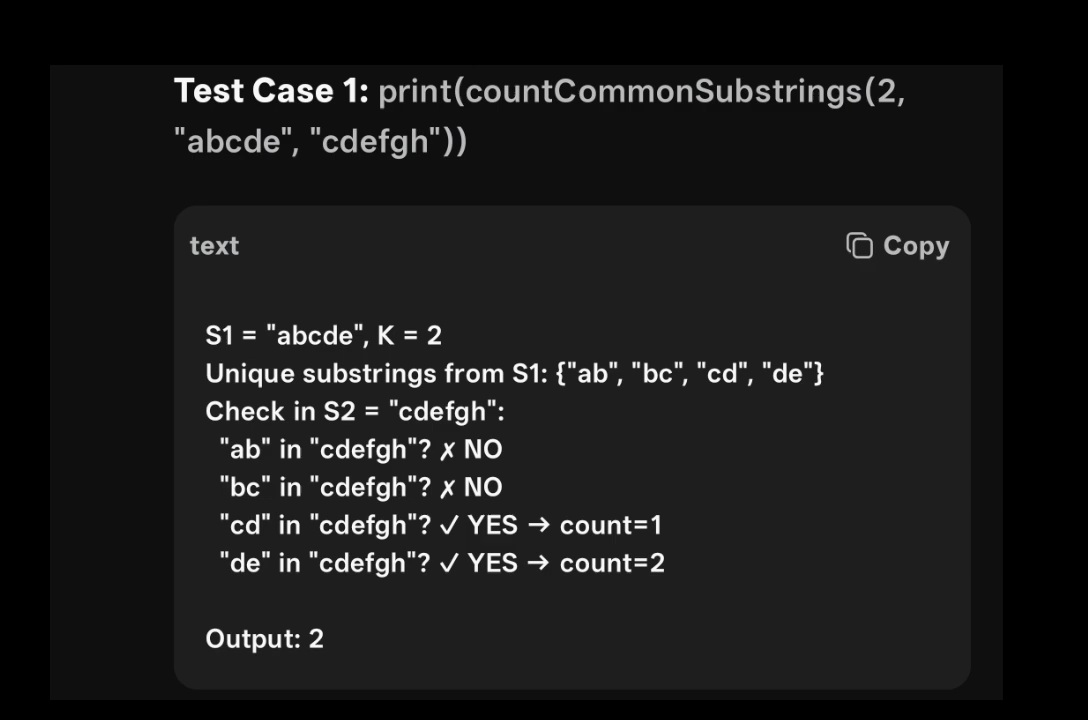 Test Case 1: print(countCommonSubstrings(2,
"abcde", "cdefgh"))
text
Copy
S1 = "abcde", K = 2
Unique substrings from S1: {"ab", "bc", "cd", "de"}
Check in S2 = "cdefgh":
"ab" in "cdefgh"? ✗ NO
"bc" in "cdefgh"? ✗ NO
"cd" in "cdefgh"? ✓ YES → count=1
"de" in "cdefgh"? ✓ YES → count=2
Output: 2